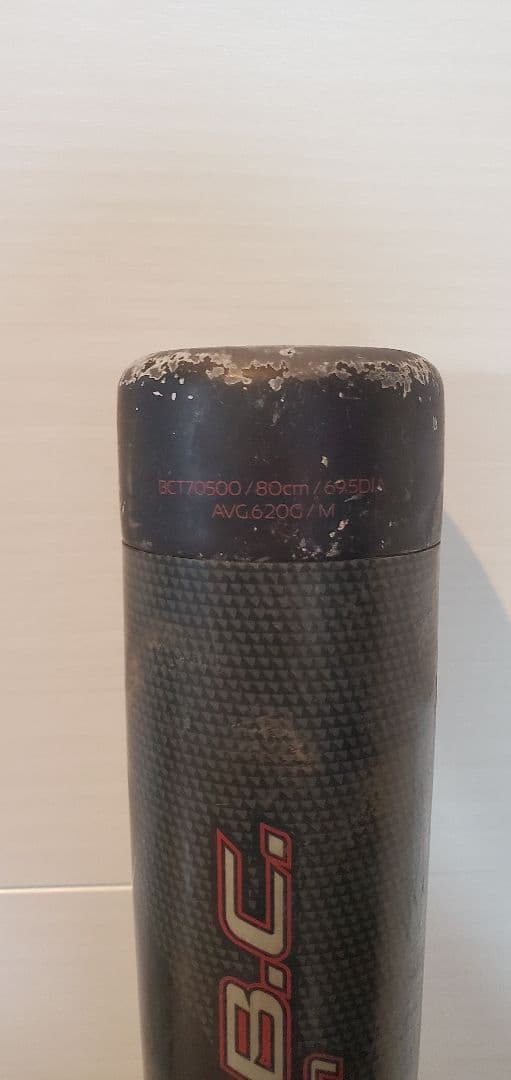 BCT70500 / 80cm / 69.5DIA
AVG.620G / M
B.C.